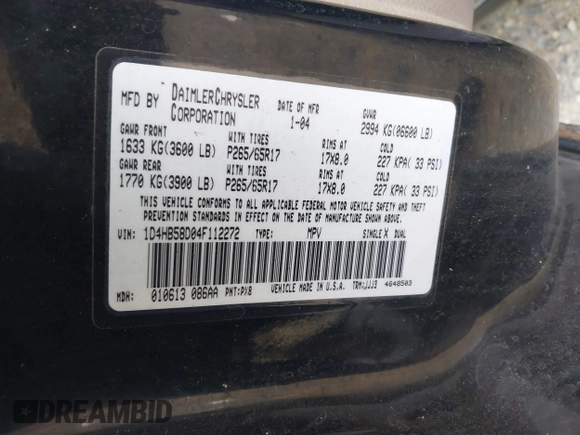 MFD BY DAIMLERCHRYSLER CORPORATION DATE OF MFR 1-04 GVWR 2994 KG(06600 LB)
GAWR FRONT WITH TIRES RIMS AT COLD
1633 KG(3600 LB) P265/65R17 17X8.0 227 KPA( 33 PSI)
GAWR REAR WITH TIRES RIMS AT COLD
1770 KG(3900 LB) P265/65R17 17X8.0 227 KPA( 33 PSI)
THIS VEHICLE CONFORMS TO ALL APPLICABLE FEDERAL MOTOR VEHICLE SAFETY AND THEFT
PREVENTION STANDARDS IN EFFECT ON THE DATE OF MANUFACTURE SHOWN ABOVE.
VIN: 1D4HB58D04F112272 TYPE: MPV SINGLE X DUAL
MDH: 010613 086AA PNT:PXB VEHICLE MADE IN U.S.A. TRM:JJJ3 4648503
DREAMBID